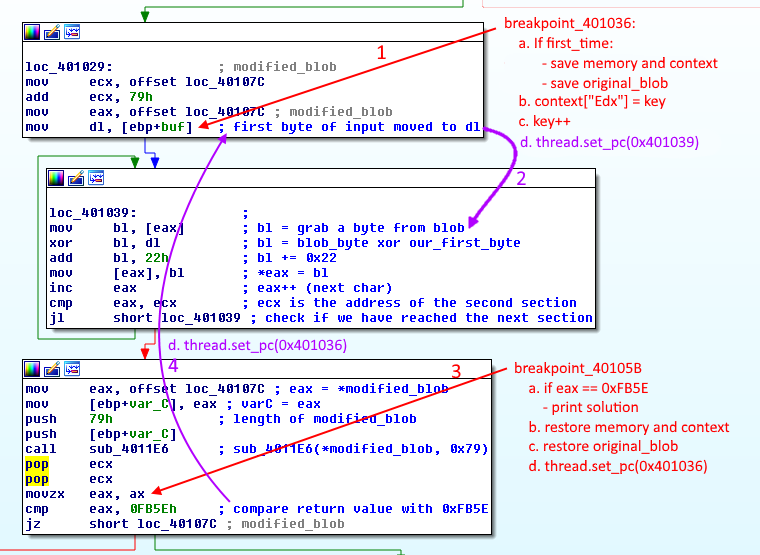 loc_401029: ; modified_blob
mov ecx, offset loc_40107C
add ecx, 79h
mov eax, offset loc_40107C ; modified_blob
mov dl, [ebp+buf] ; first byte of input moved to dl
1
breakpoint_401036:
a. If first_time:
- save memory and context
- save original_blob
b. context["Edx"] = key
c. key++
d. thread.set_pc(0x401039)
2
loc_401039: ;
mov bl, [eax] ; bl = grab a byte from blob
xor bl, dl ; bl = blob_byte xor our_first_byte
add bl, 22h ; bl += 0x22
mov [eax], bl ; *eax = bl
inc eax ; eax++ (next char)
cmp eax, ecx ; ecx is the address of the second section
jl short loc_401039 ; check if we have reached the next section
d. thread.set_pc(0x401036)
4
3
mov eax, offset loc_40107C ; eax = *modified_blob
mov [ebp+var_C], eax ; varC = eax
push 79h ; length of modified_blob
push [ebp+var_C]
call sub_4011E6 ; sub_4011E6(*modified_blob, 0x79)
pop ecx
pop ecx
movzx eax, ax
cmp eax, 0FB5Eh ; compare return value with 0xFB5E
jz short loc_40107C ; modified_blob
breakpoint_40105B
a. if eax == 0xFB5E
- print solution
b. restore memory and context
c. restore original_blob
d. thread.set_pc(0x401036)